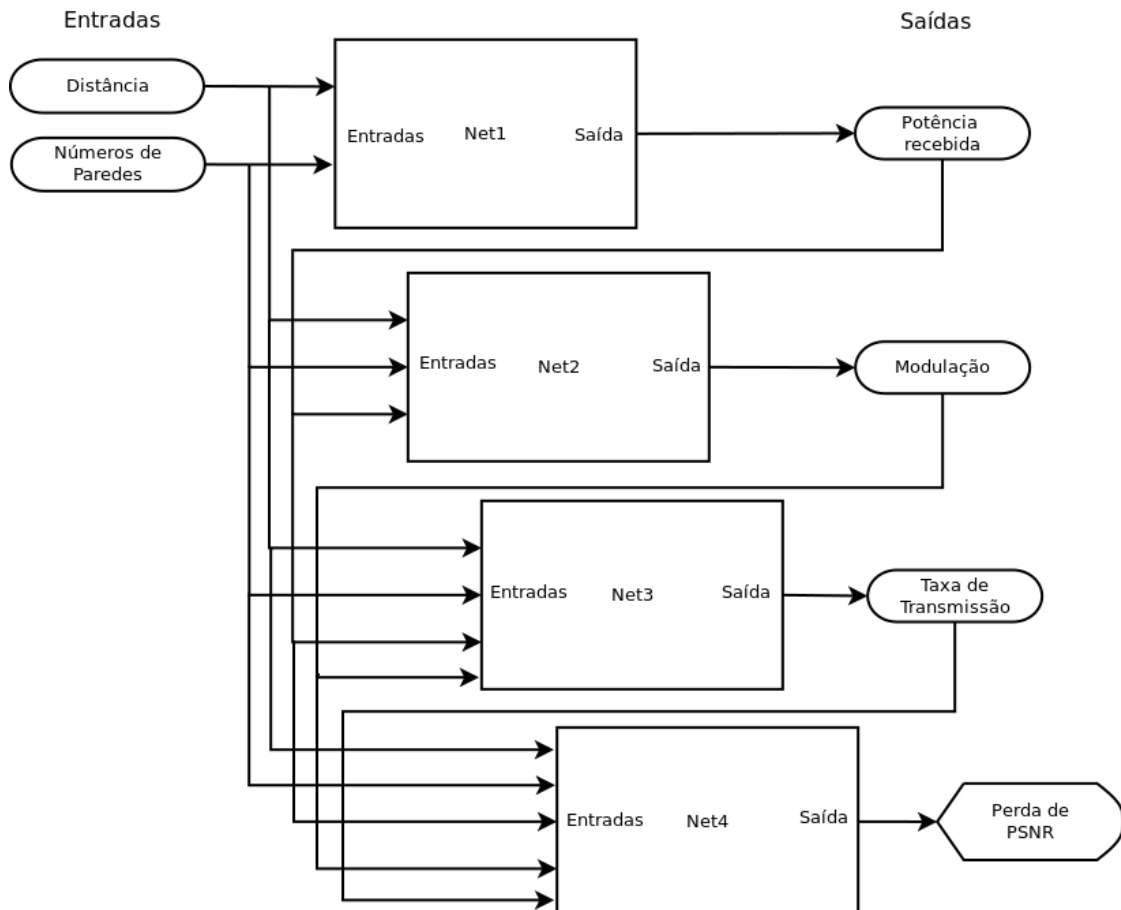 Entradas
Saídas
Distância
Números de
Paredes
Entradas
Net1
Saída
Potência
recebida
Entradas
Net2
Saída
Modulação
Entradas
Net3
Saída
Taxa de
Transmissão
Entradas
Net4
Saída
Perda de
PSNR